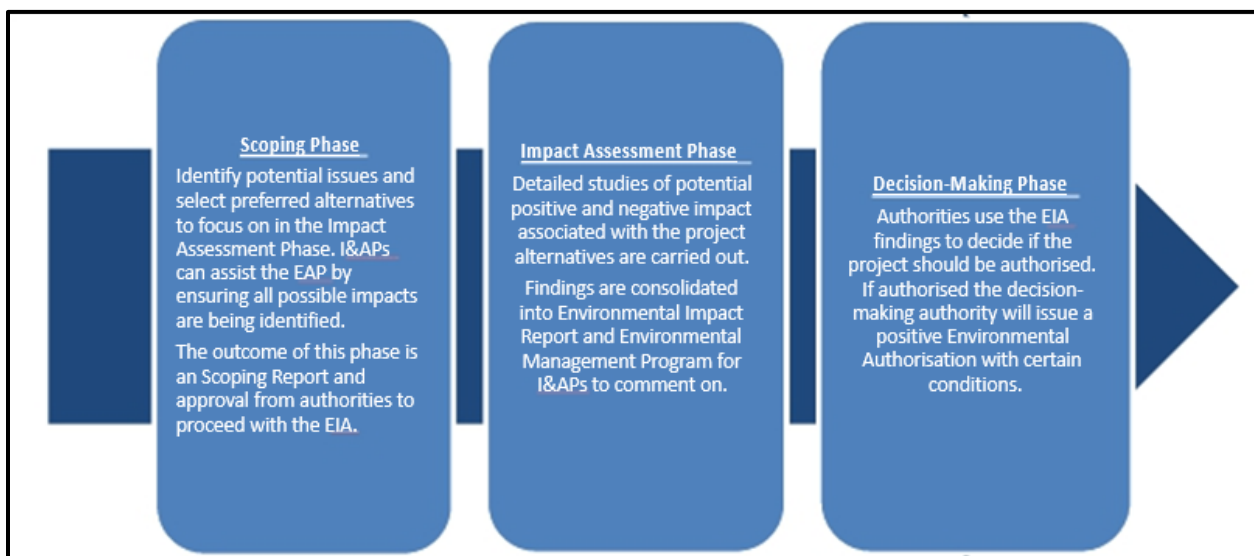 Scoping Phase
Identify potential issues and
select preferred alternatives
to focus on in the Impact
Assessment Phase. I&APs
can assist the EAP by
ensuring all possible impacts
are being identified.
The outcome of this phase is
an Scoping Report and
approval from authorities to
proceed with the EIA.
Impact Assessment Phase
Detailed studies of potential
positive and negative impact
associated with the project
alternatives are carried out.
Findings are consolidated
into Environmental Impact
Report and Environmental
Management Program for
I&APs to comment on.
Decision-Making Phase
Authorities use the EIA
findings to decide if the
project should be authorised.
If authorised the decision-
making authority will issue a
positive Environmental
Authorisation with certain
conditions.